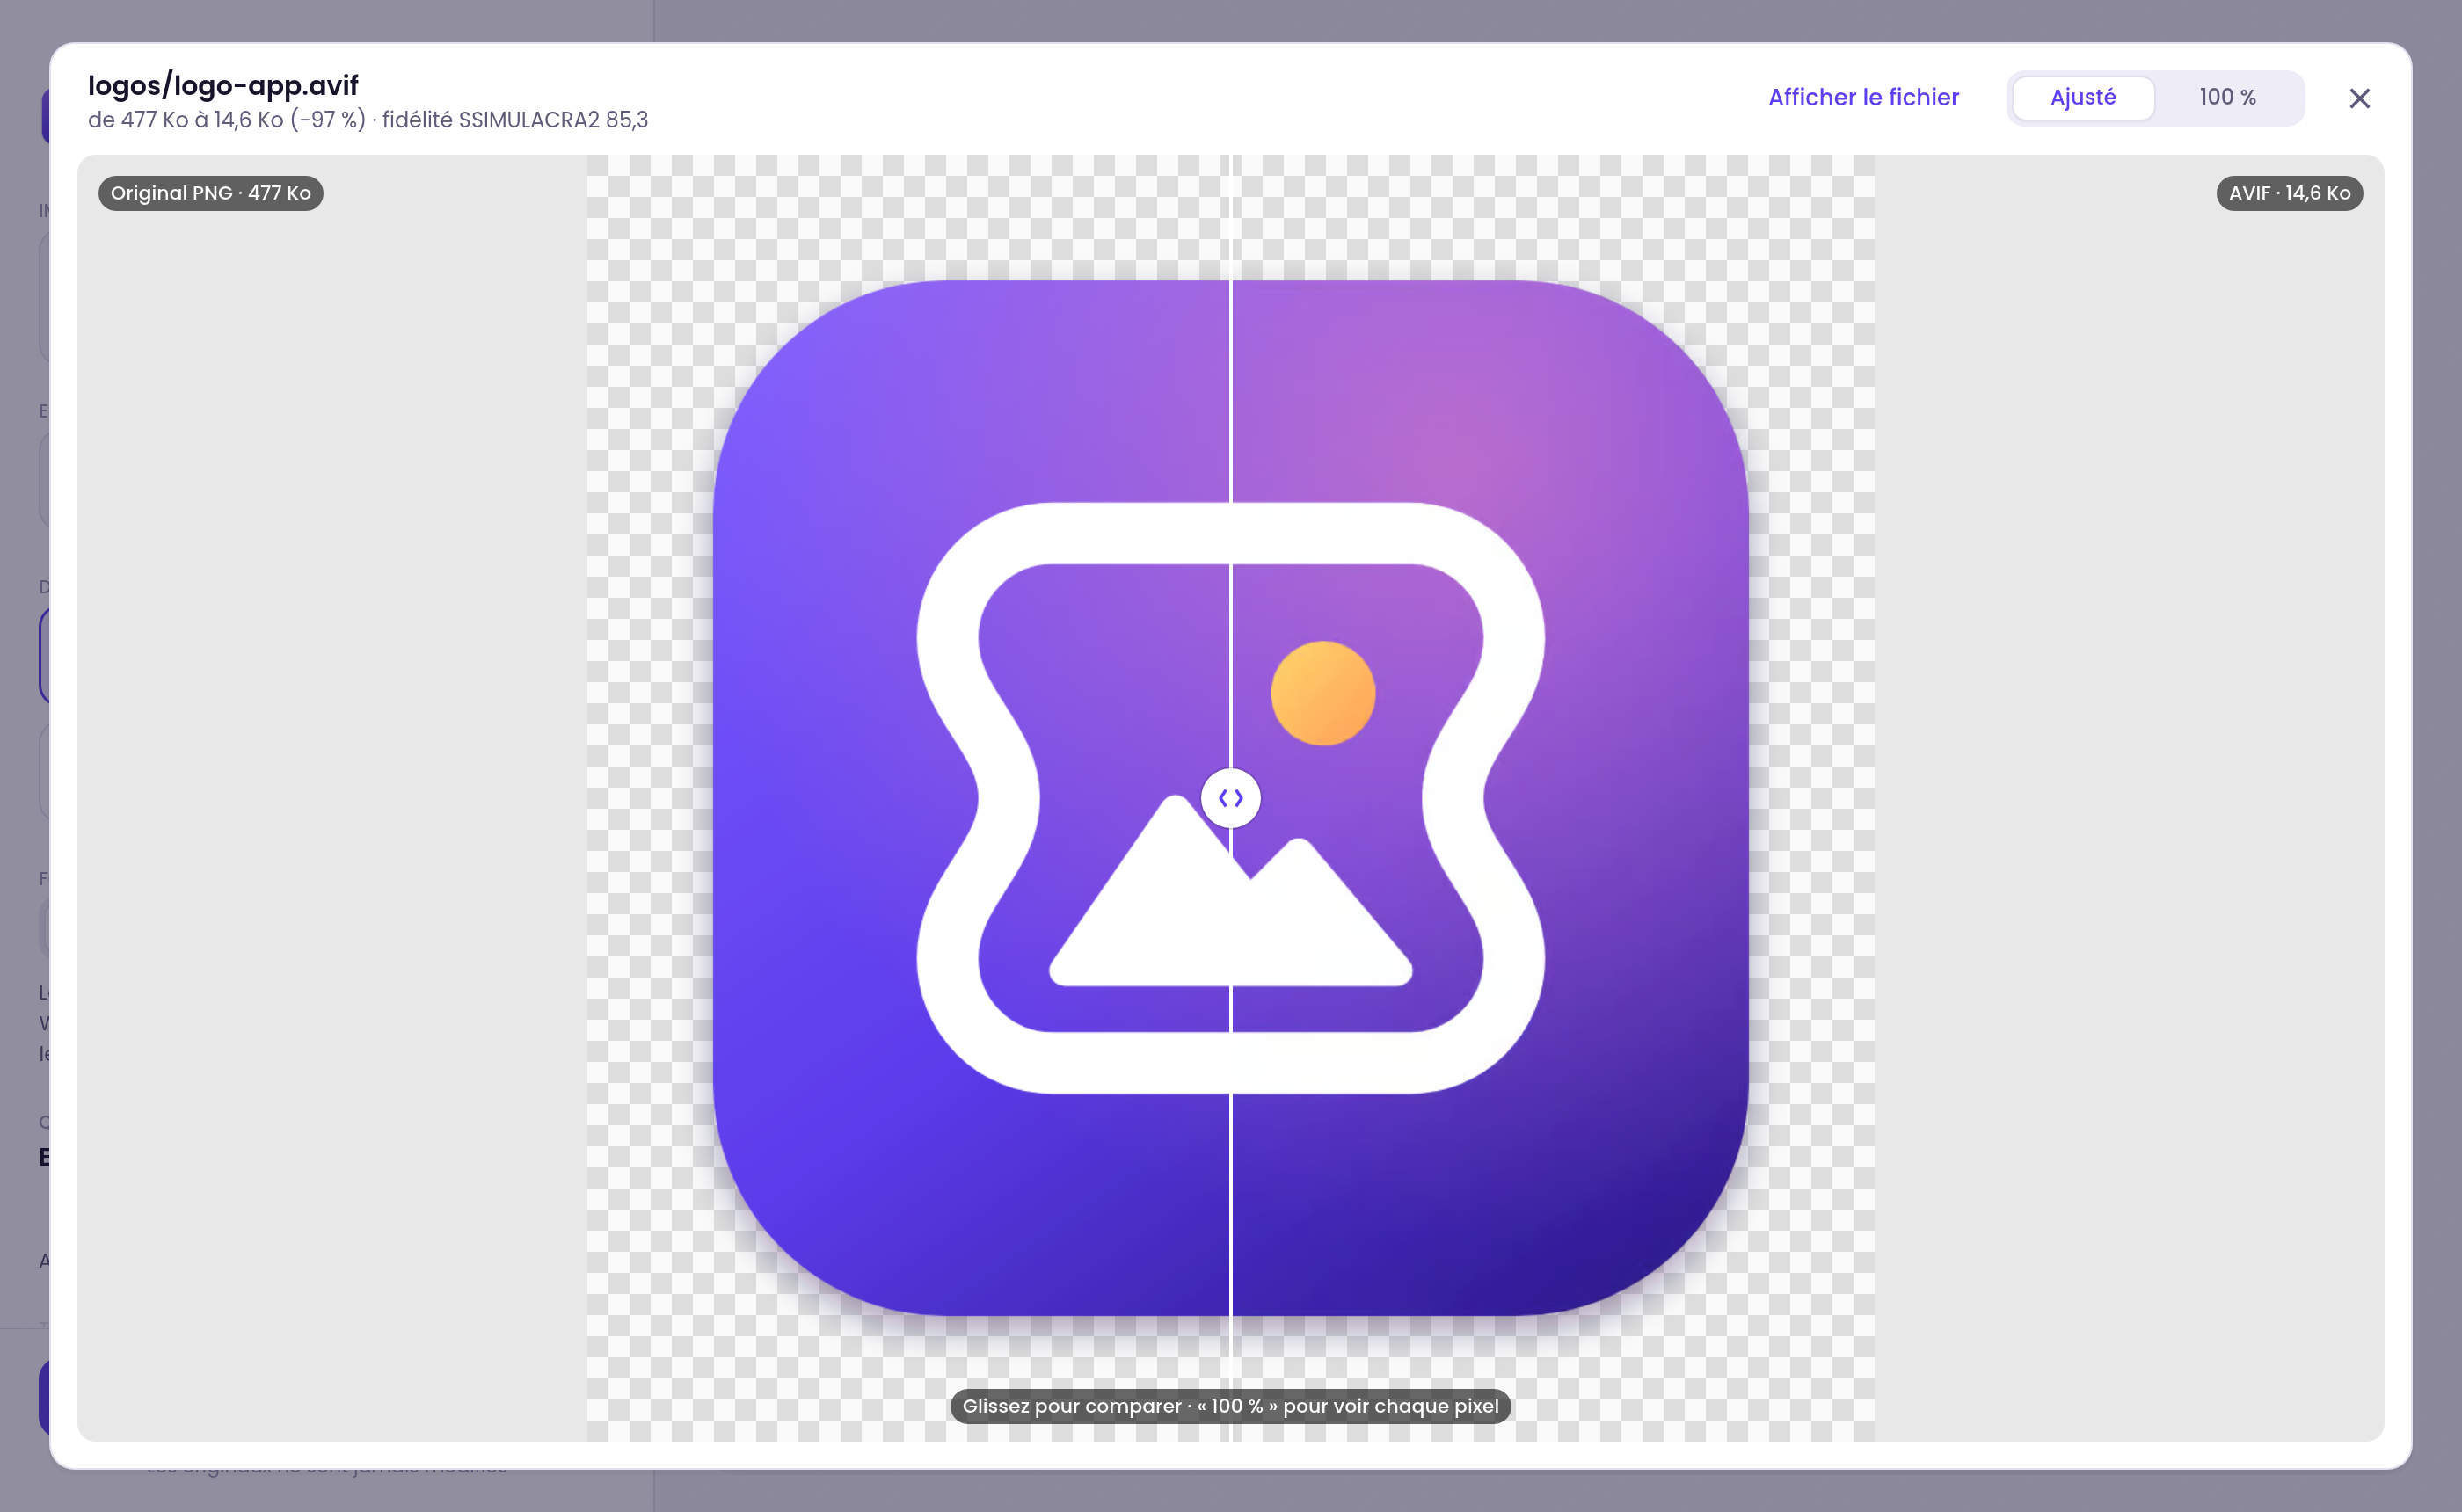 logos/logo-app.avif
de 477 Ko à 14,6 Ko (-97 %) · fidélité SSIMULACRA2 85,3
Afficher le fichier
Ajusté
100 %
Original PNG · 477 Ko
AVIF · 14,6 Ko
Glissez pour comparer · « 100 % » pour voir chaque pixel